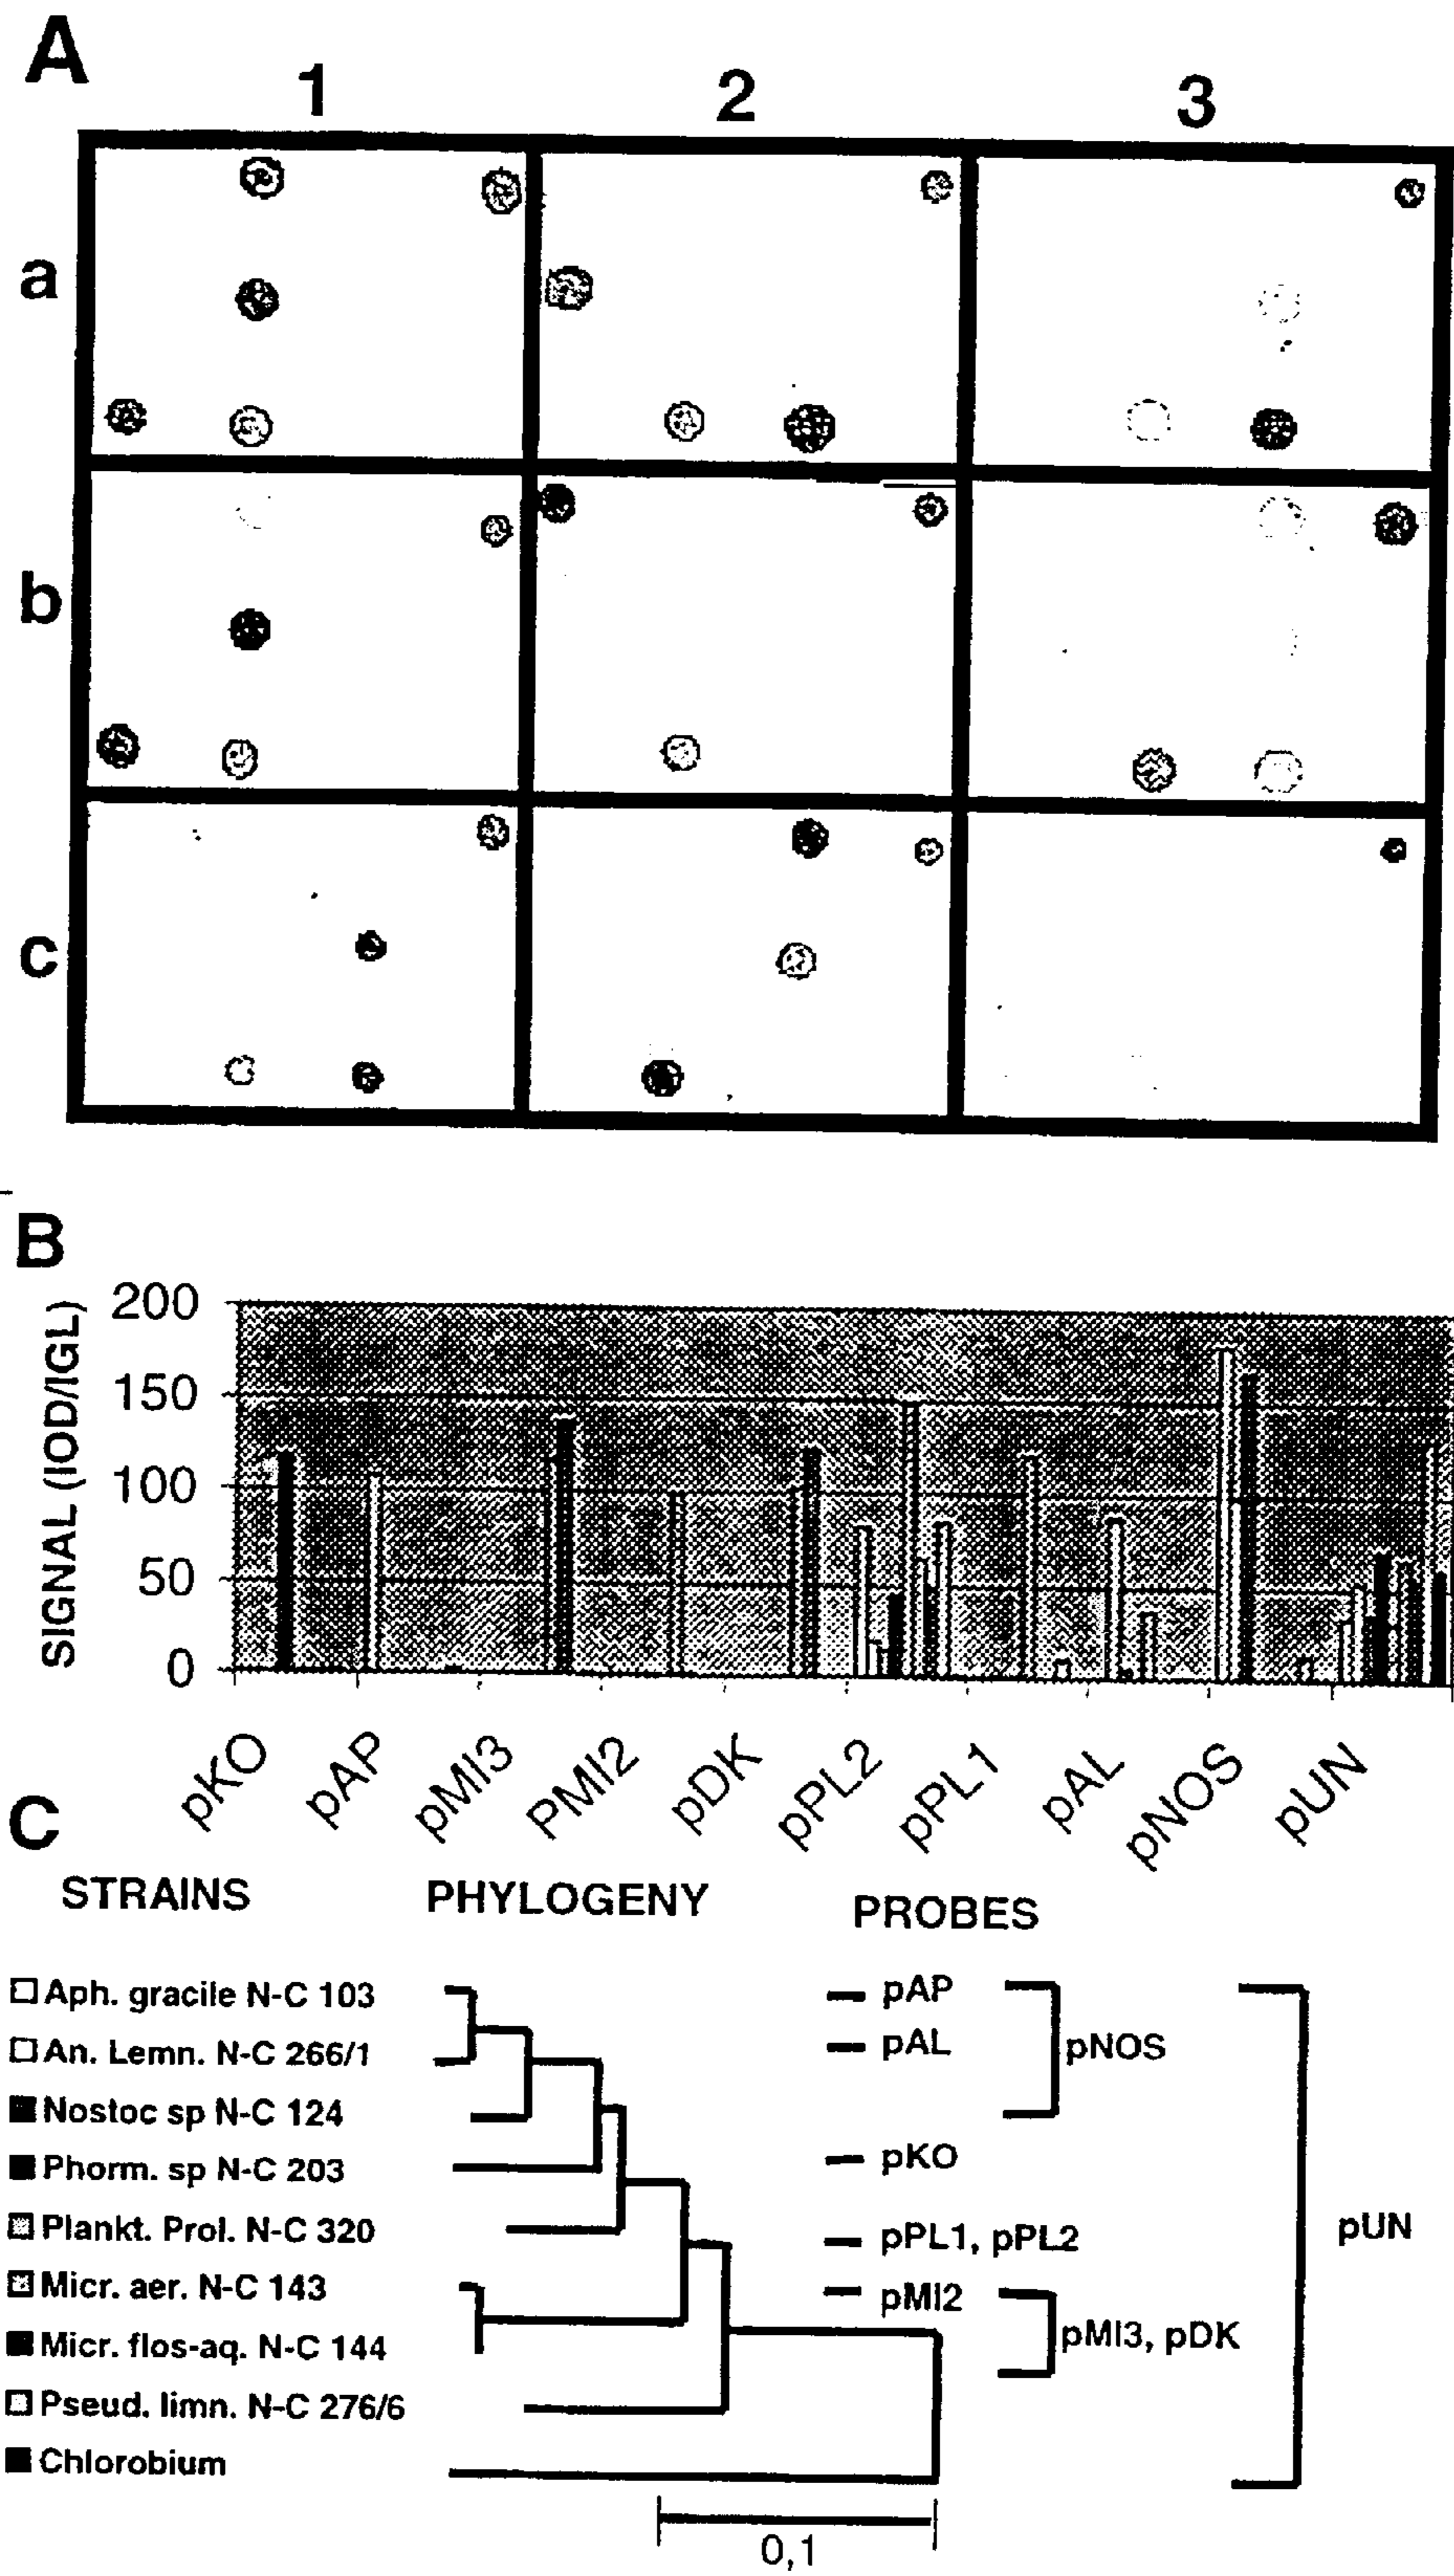 A
1 2 3
a
b
c
B
SIGNAL (IOD/IGL)
200
150
100
50
0
pKO pAP pMI3 PMI2 pDK pPL2 pPL1 pAL pNOS pUN
C
STRAINS PHYLOGENY PROBES
Aph. gracile N-C 103 pAP
An. Lemn. N-C 266/1 pAL pNOS
Nostoc sp N-C 124
Phorm. sp N-C 203 pKO
Plankt. Prol. N-C 320 pPL1, pPL2 pUN
Micr. aer. N-C 143 pMI2
Micr. flos-aq. N-C 144 pMI3, pDK
Pseud. limn. N-C 276/6
Chlorobium
0,1